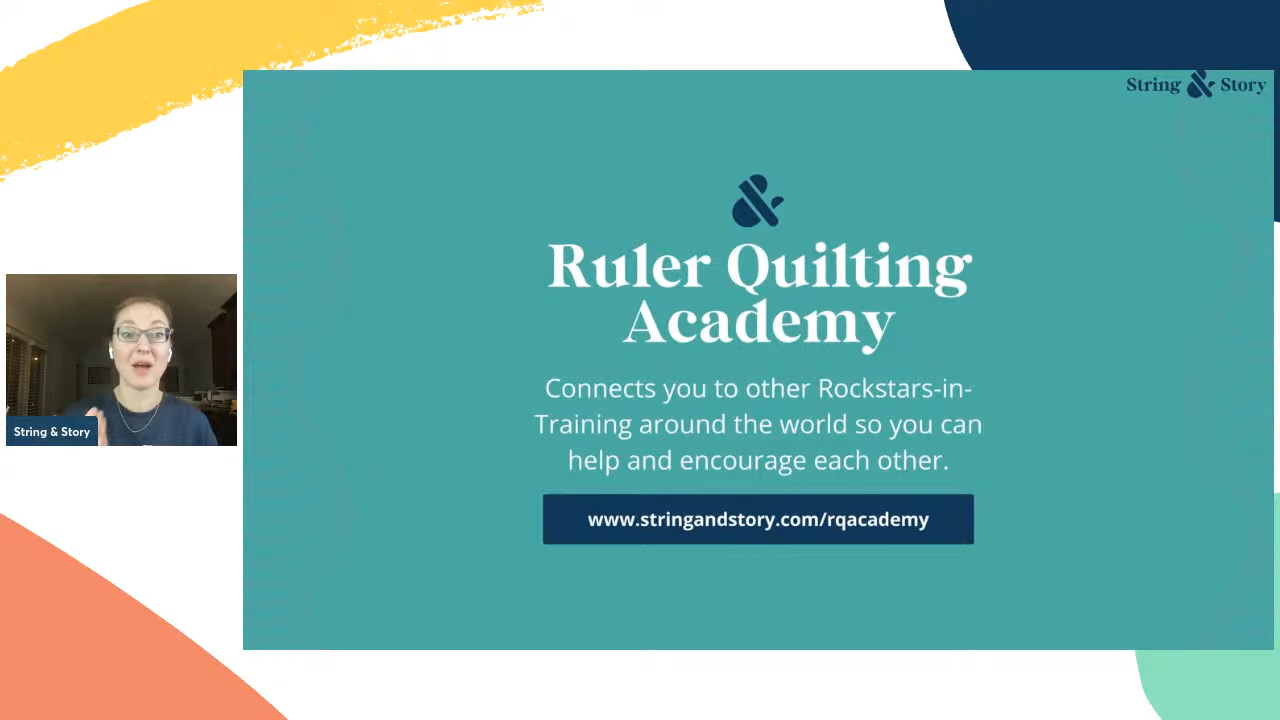 String & Story
&
Ruler Quilting
Academy
Connects you to other Rockstars-in-
Training around the world so you can
help and encourage each other.
www.stringandstory.com/rqacademy
String & Story